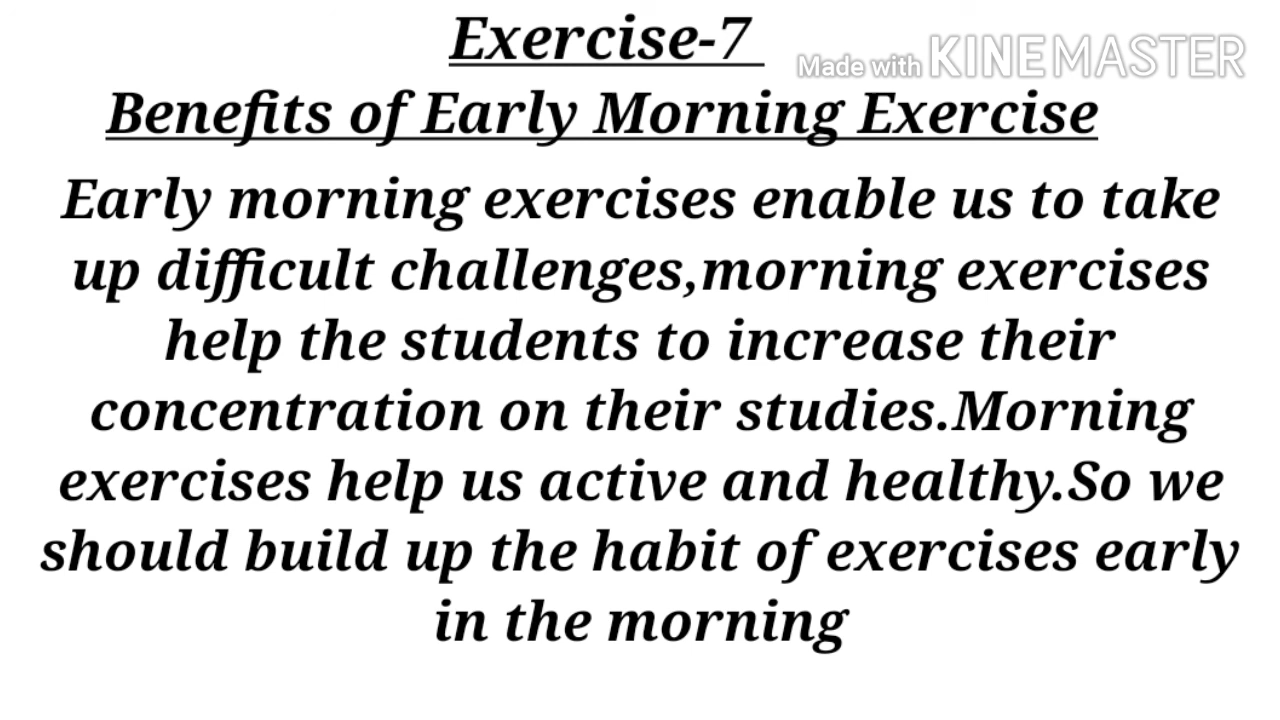 Exercise-7
Made with KINEMASTER
Benefits of Early Morning Exercise
Early morning exercises enable us to take
up difficult challenges,morning exercises
help the students to increase their
concentration on their studies.Morning
exercises help us active and healthy.So we
should build up the habit of exercises early
in the morning